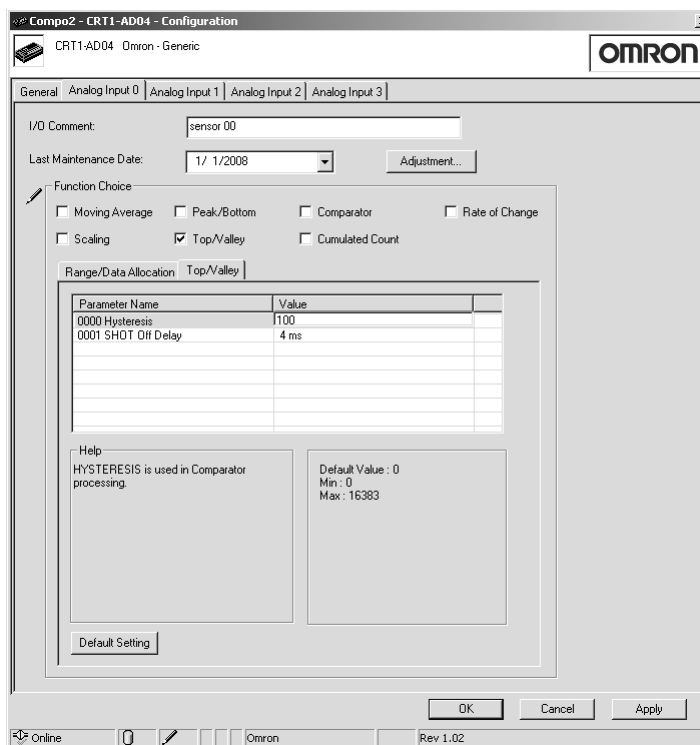 Compo2 - CRT1-AD04 - Configuration
CRT1-AD04 Omron - Generic
OMRON
General Analog Input 0 Analog Input 1 Analog Input 2 Analog Input 3
I/O Comment: sensor 00
Last Maintenance Date: 1/ 1/2008 Adjustment...
Function Choice
Moving Average Peak/Bottom Comparator Rate of Change
Scaling Top/Valley Cumulated Count
Range/Data Allocation Top/Valley
Parameter Name Value
0000 Hysteresis 100
0001 SHOT Off Delay 4 ms
Help
HYSTERESIS is used in Comparator
processing.
Default Value : 0
Min : 0
Max : 16383
Default Setting
OK Cancel Apply
Online Omron Rev 1.02